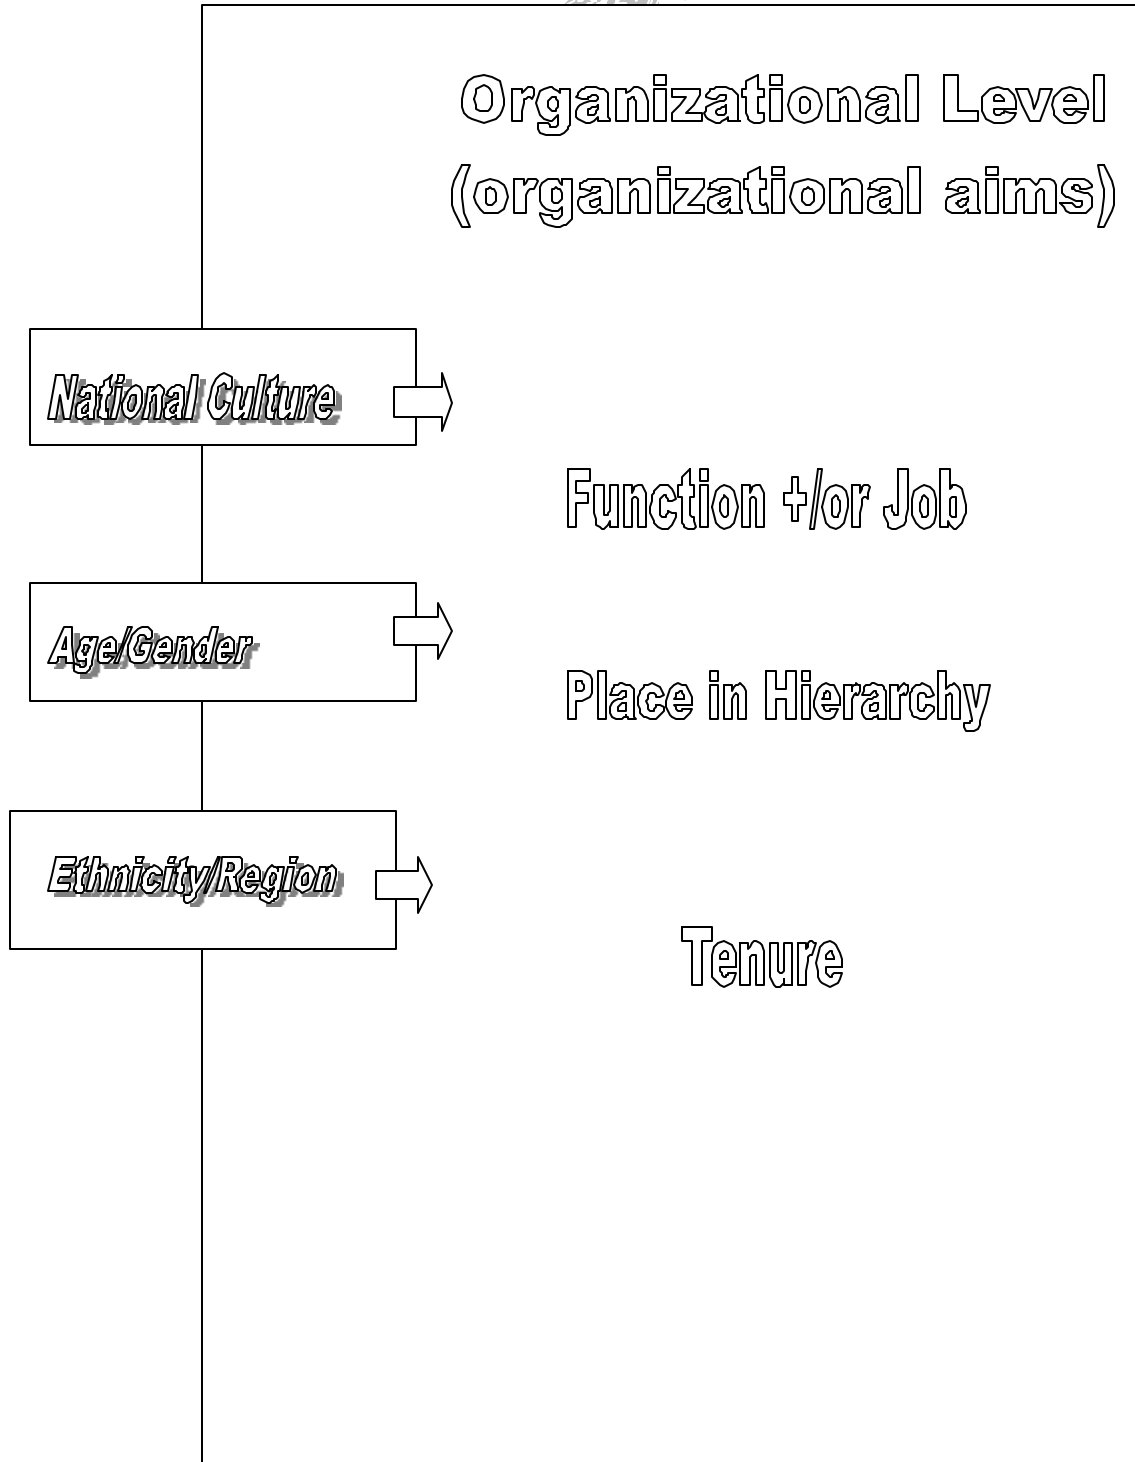 Organizational Level
(organizational aims)
National Culture
Function +/or Job
Age/Gender
Place in Hierarchy
Ethnicity/Region
Tenure